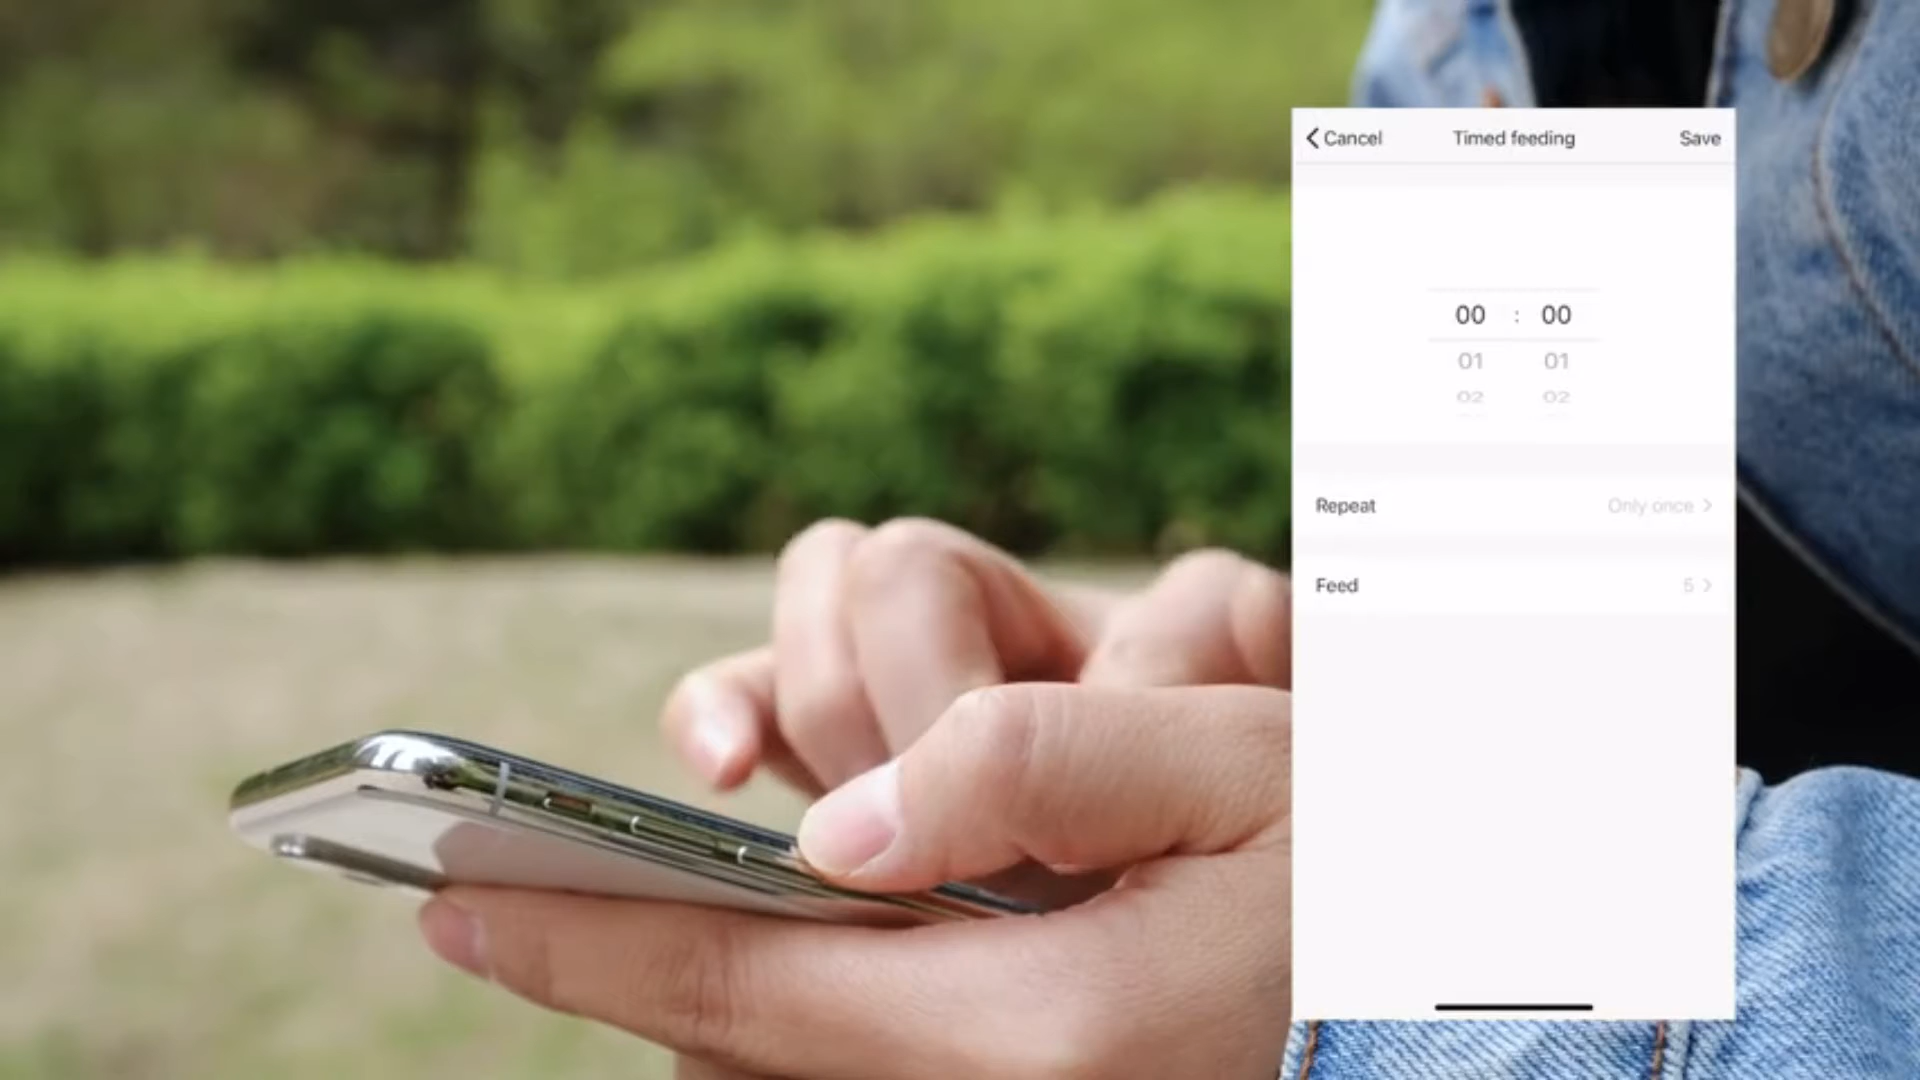 Cancel Timed feeding Save
00 : 00
01 01
02 02
Repeat Only once
Feed 5